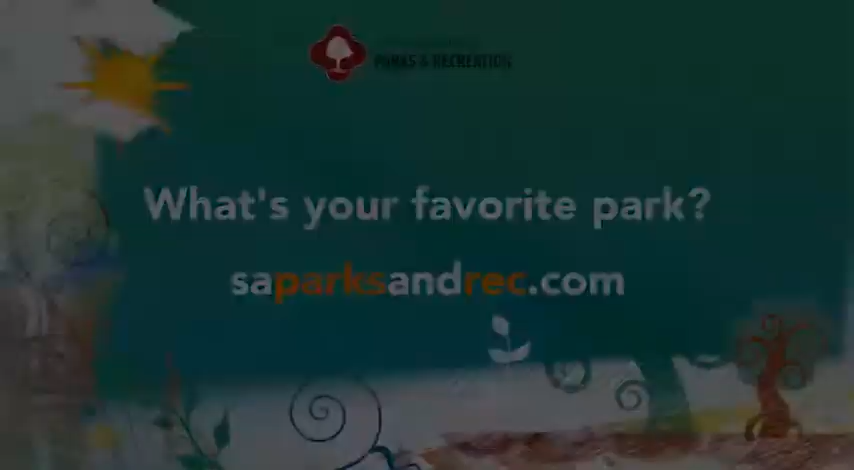 PARKS & RECREATION
What's your favorite park?
saparksandrec.com